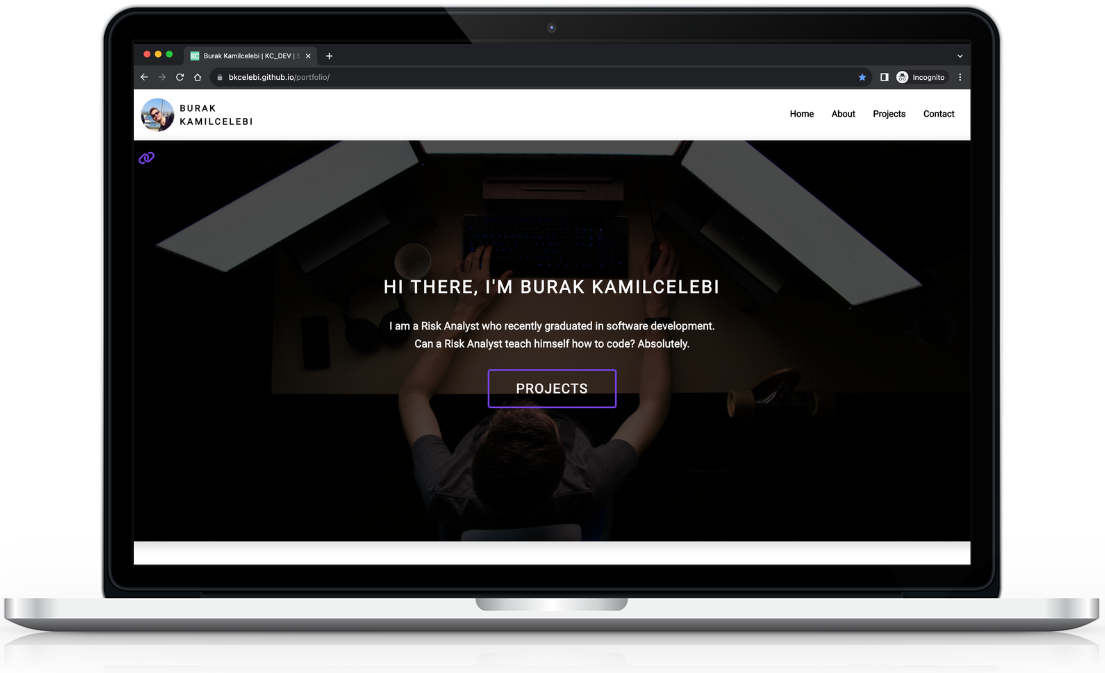 Burak Kamilcelebi | KC_DEV |
bkcelebi.github.io/portfolio/
Incognito
BURAK
KAMILCELEBI
Home About Projects Contact
HI THERE, I'M BURAK KAMILCELEBI
I am a Risk Analyst who recently graduated in software development.
Can a Risk Analyst teach himself how to code? Absolutely.
PROJECTS